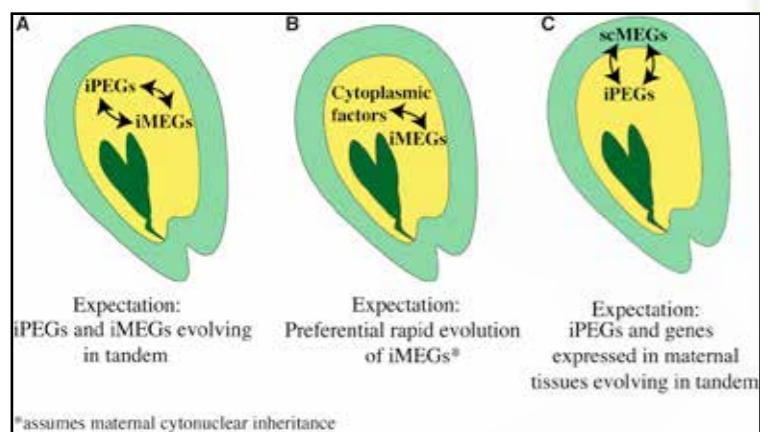 A
iPEGs
iMEGs
Expectation:
iPEGs and iMEGs evolving
in tandem
B
Cytoplasmic
factors
iMEGs
Expectation:
Preferential rapid evolution
of iMEGs*
C
scMEGs
iPEGs
Expectation:
iPEGs and genes
expressed in maternal
tissues evolving in tandem
*assumes maternal cytonuclear inheritance